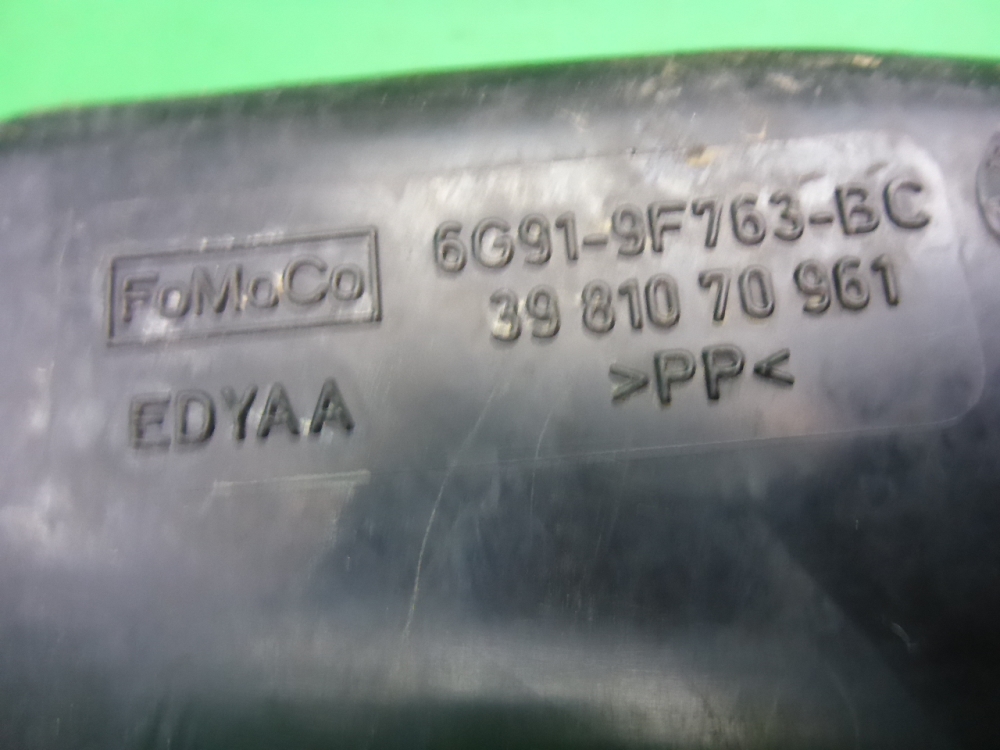 FoMoCo
EDYAA
6G91-9F763-BC
39 810 70 961
>PP<